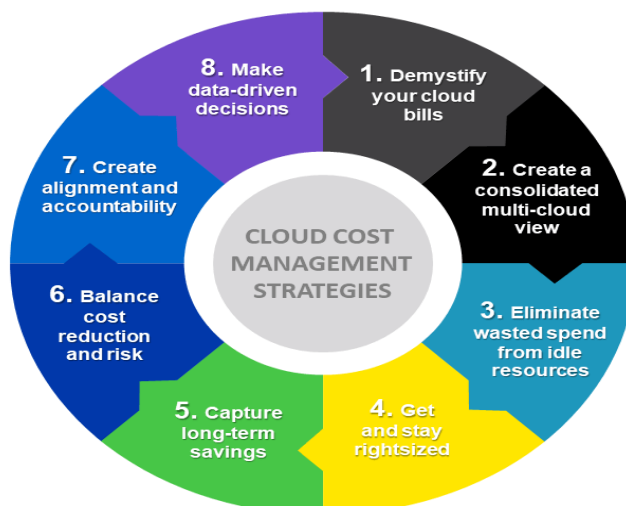 CLOUD COST
MANAGEMENT
STRATEGIES
1. Demystify
your cloud
bills
2. Create a
consolidated
multi-cloud
view
3. Eliminate
wasted spend
from idle
resources
4. Get
and stay
rightsized
5. Capture
long-term
savings
6. Balance
cost
reduction
and risk
7. Create
alignment and
accountability
8. Make
data-driven
decisions